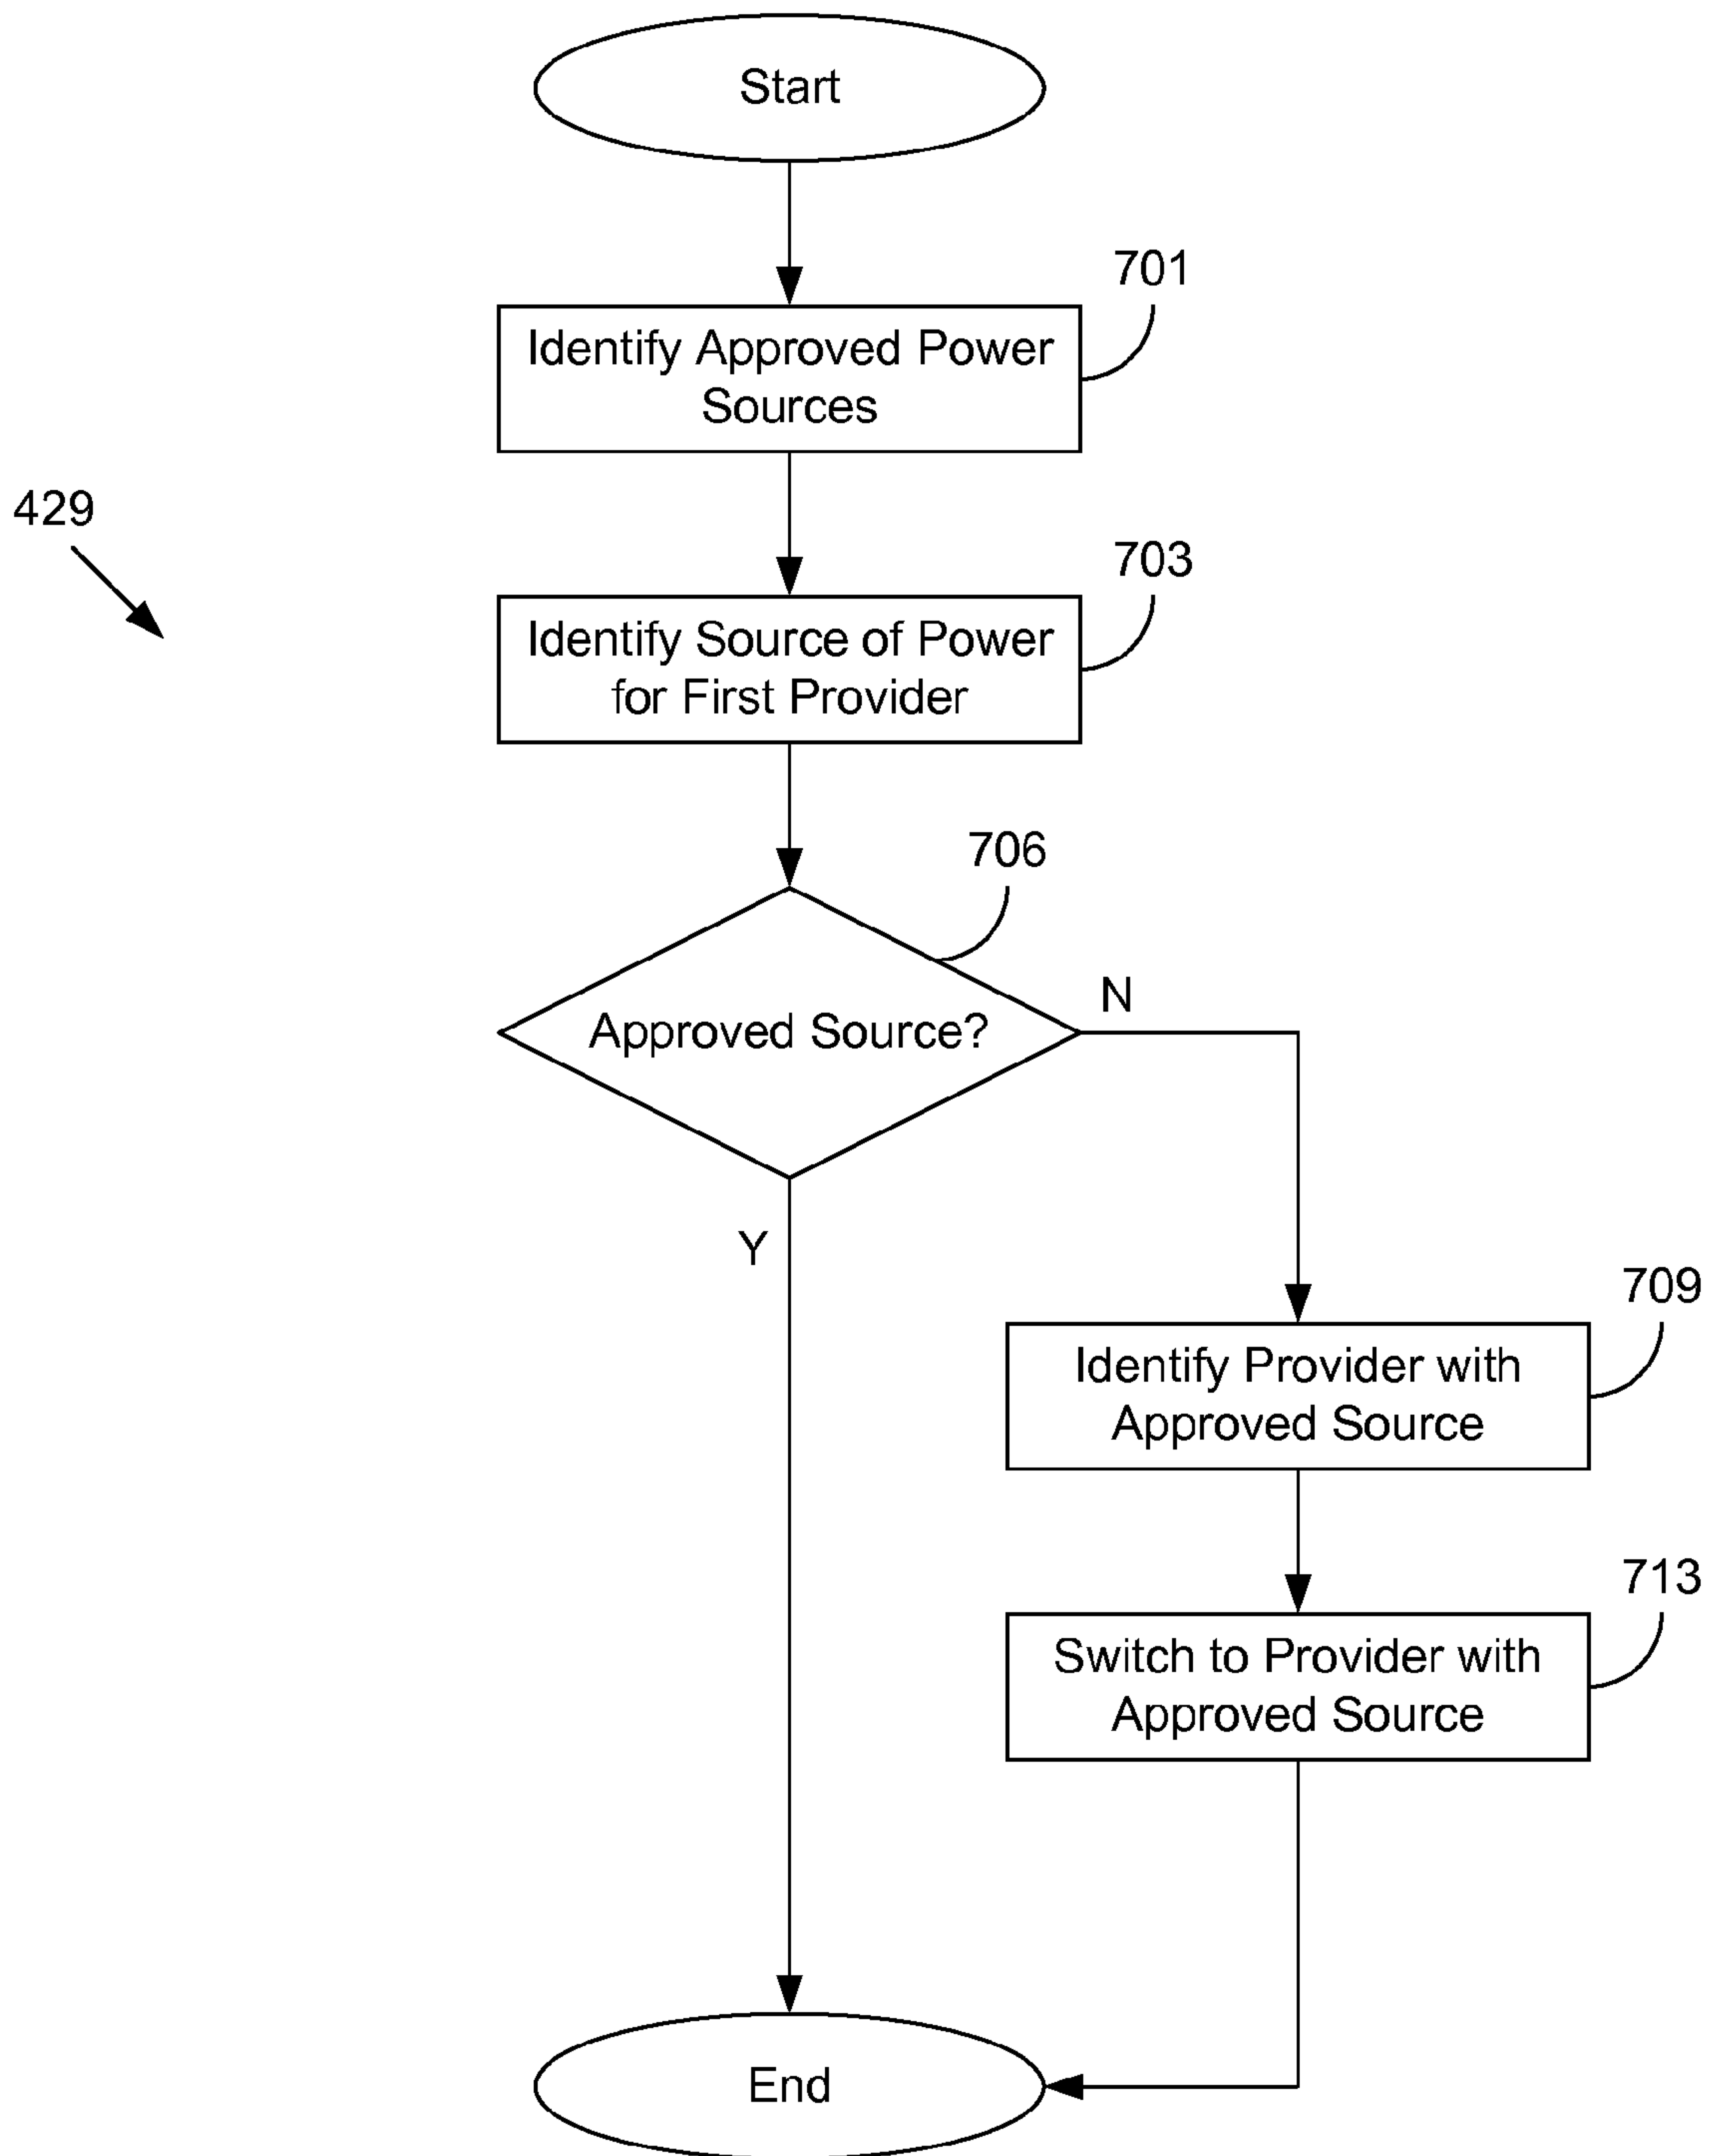 Start
701
Identify Approved Power
Sources
429
703
Identify Source of Power
for First Provider
706
Approved Source?
N
Y
709
Identify Provider with
Approved Source
713
Switch to Provider with
Approved Source
End